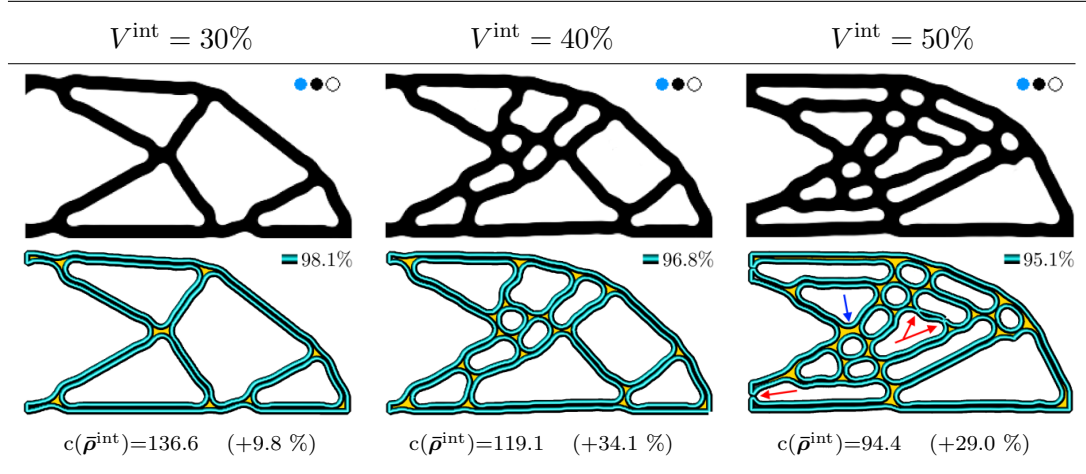 V^int = 30% V^int = 40% V^int = 50%
98.1% 96.8% 95.1%
c(ρ̄^int)=136.6 (+9.8 %) c(ρ̄^int)=119.1 (+34.1 %) c(ρ̄^int)=94.4 (+29.0 %)